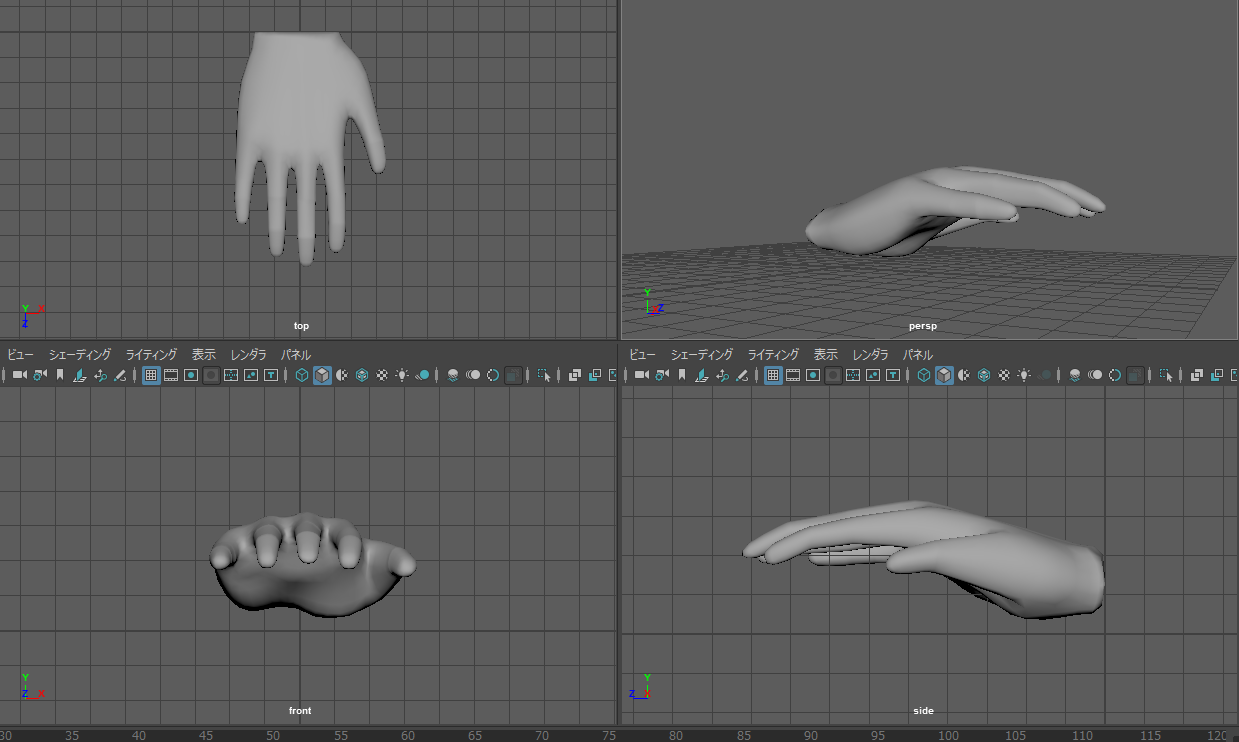 Y X
Z
top
Y
X Z
persp
ビュー シェーディング ライティング 表示 レンダラ パネル
ビュー シェーディング ライティング 表示 レンダラ パネル
Y
Z X
front
Y
Z X
side
30 35 40 45 50 55 60 65 70 75 80 85 90 95 100 105 110 115 120